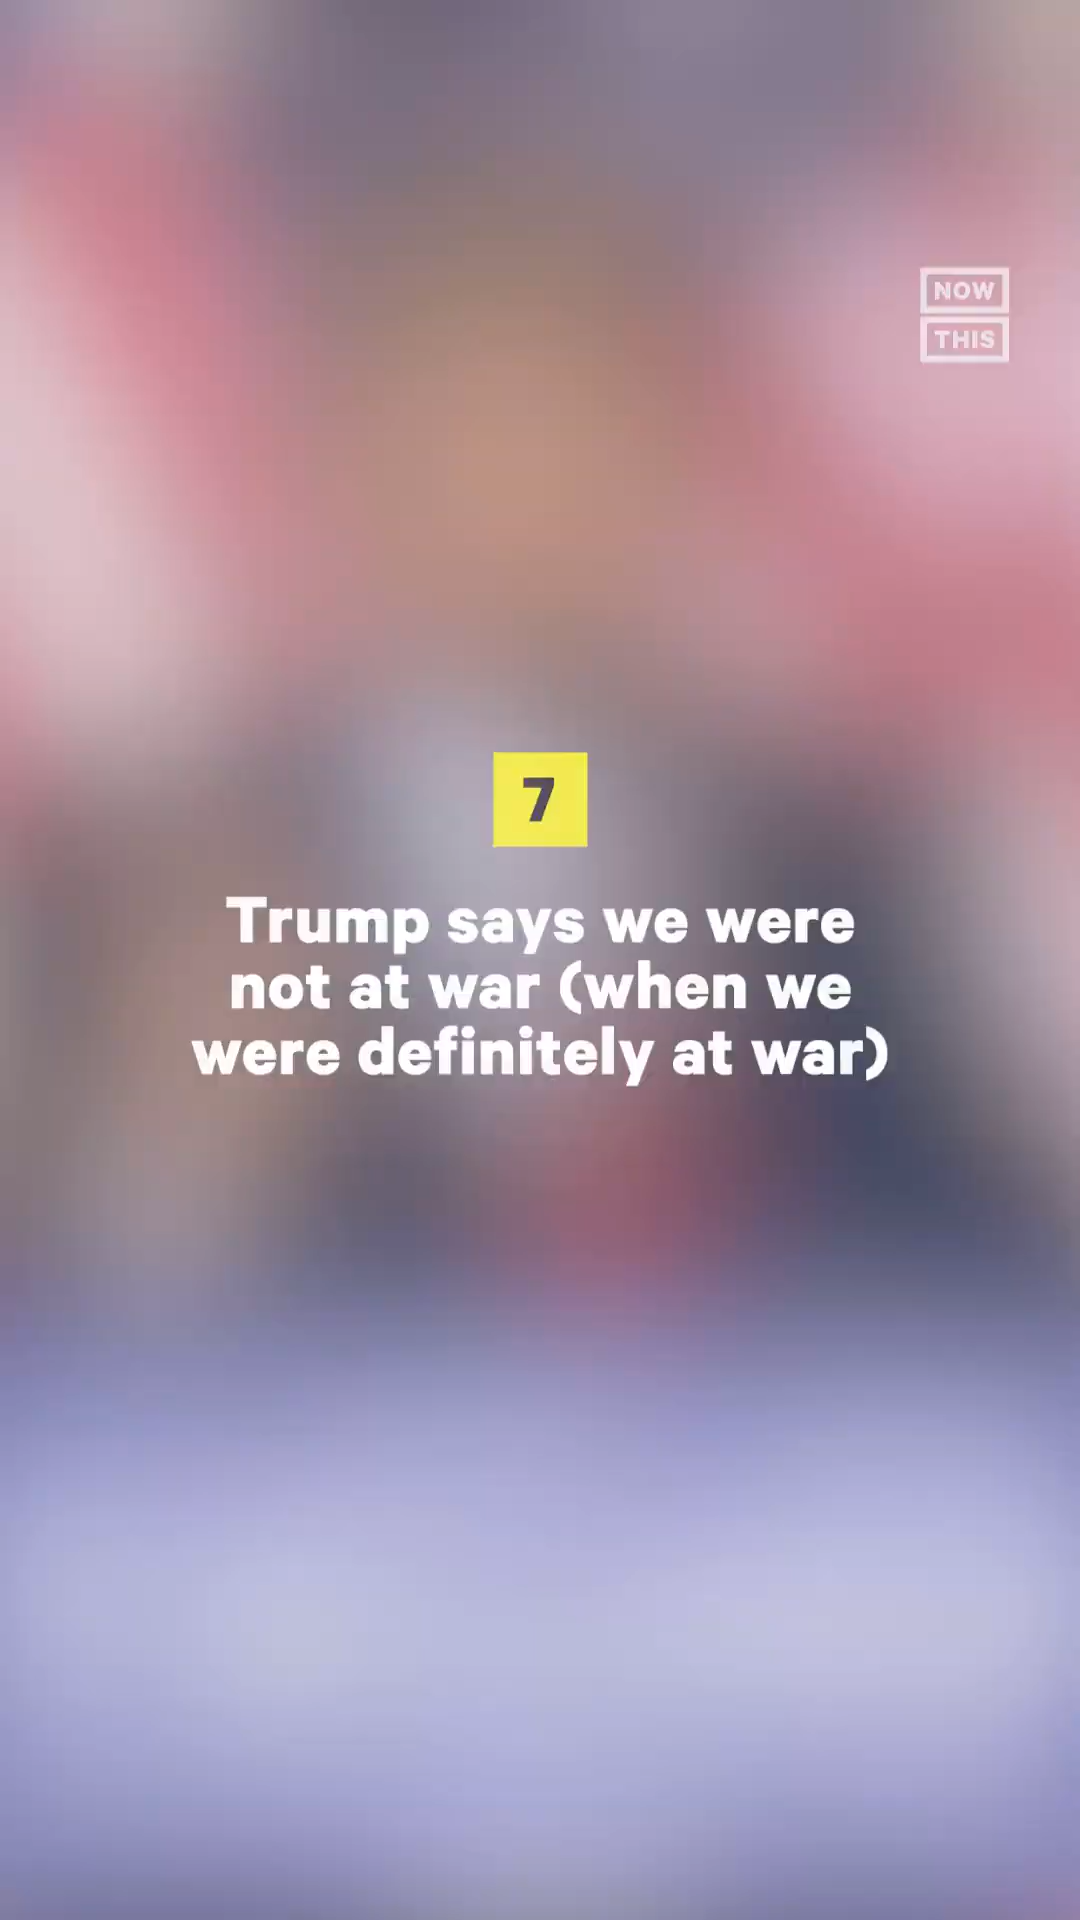 NOW
THIS
7
Trump says we were
not at war (when we
were definitely at war)